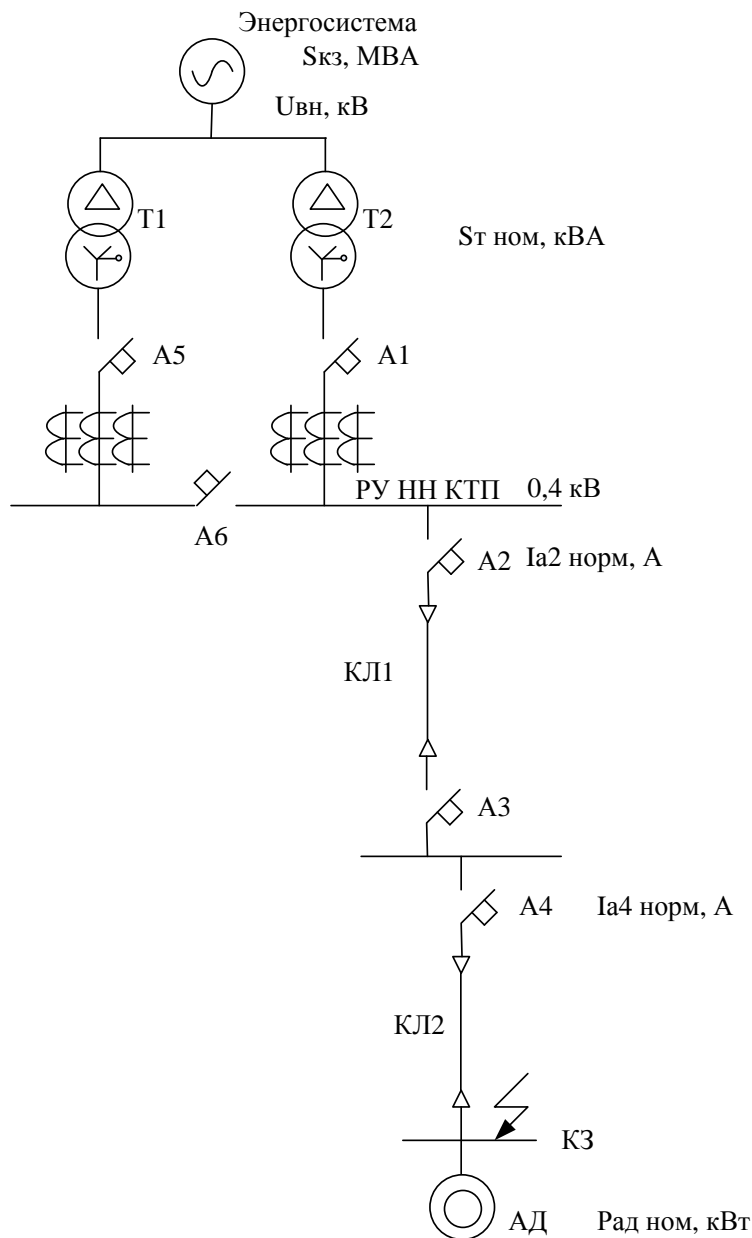 Энергосистема
Sкз, МВА
Uвн, кВ
Т1
Т2
Sт ном, кВА
А5
А1
РУ НН КТП 0,4 кВ
А6
А2 Iа2 норм, А
КЛ1
А3
А4 Iа4 норм, А
КЛ2
КЗ
АД Рад ном, кВт